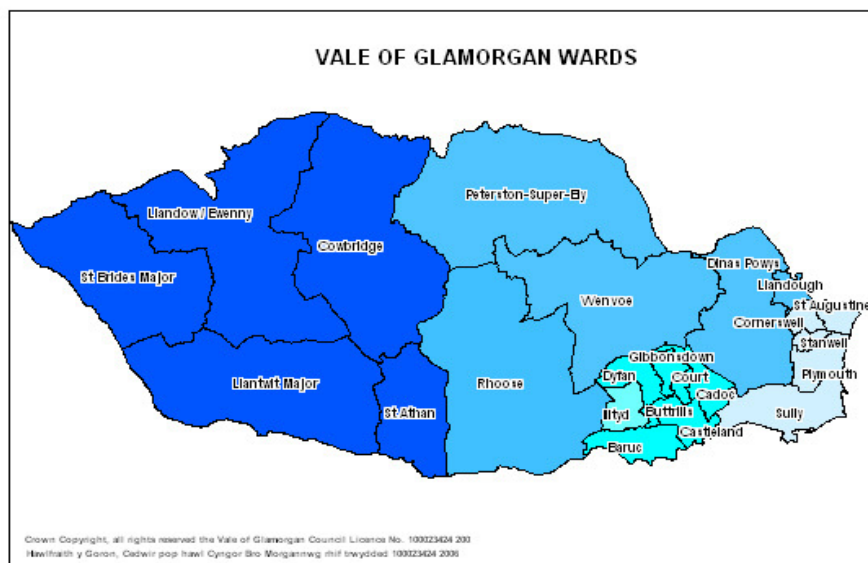 VALE OF GLAMORGAN WARDS
Peterston-Super-Ely
Llandow / Ewenny
Cowbridge
St Brides Major
Dinas Powys
Llandough
St Augustine
Wenvoe
Cornerswell
Stanwell
Gibbonsdown
Plymouth
Dyfan
Court
Rhoose
Llantwit Major
Cadoc
St Athan
Illtyd
Buttrills
Sully
Castleland
Baruc
Crown Copyright, all rights reserved the Vale of Glamorgan Council Licence No. 100023424 200
Hawlfraith y Goron, Cedwir pop hawl Cyngor Bro Morgannwg rhif trwydded 100023424 2006